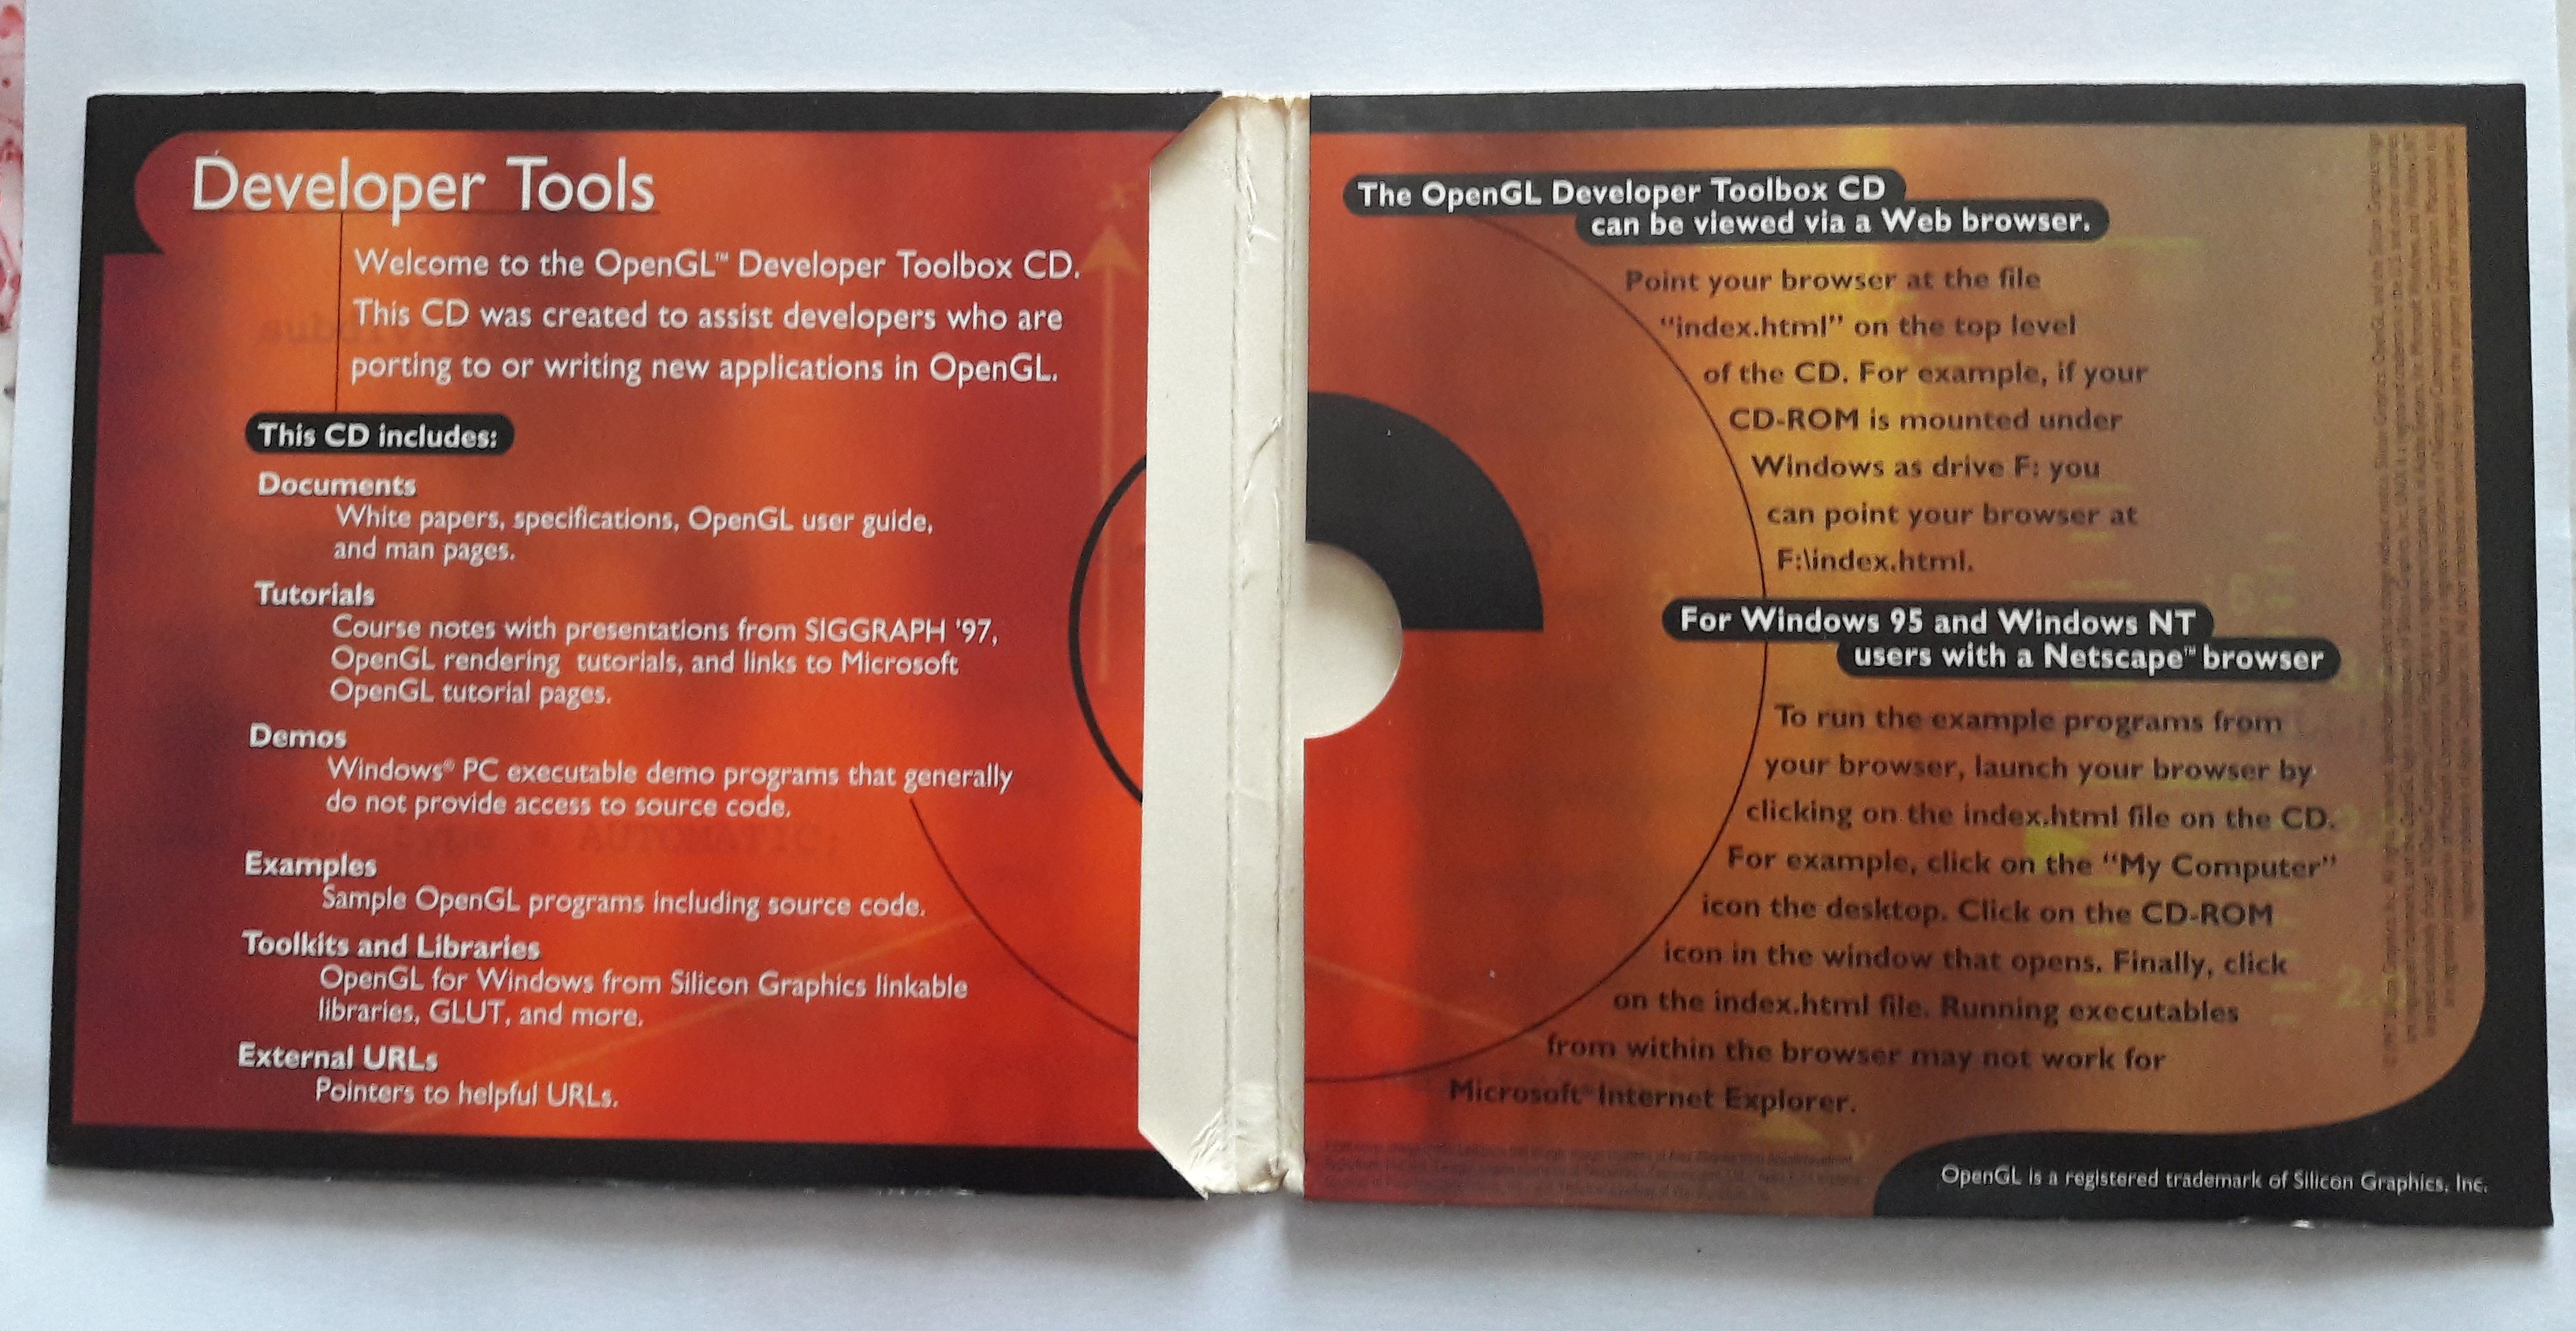 Developer Tools
Welcome to the OpenGL™ Developer Toolbox CD.
This CD was created to assist developers who are
porting to or writing new applications in OpenGL.
This CD includes:
Documents
White papers, specifications, OpenGL user guide,
and man pages.
Tutorials
Course notes with presentations from SIGGRAPH '97,
OpenGL rendering tutorials, and links to Microsoft
OpenGL tutorial pages.
Demos
Windows® PC executable demo programs that generally
do not provide access to source code.
Examples
Sample OpenGL programs including source code.
Toolkits and Libraries
OpenGL for Windows from Silicon Graphics linkable
libraries, GLUT, and more.
External URLs
Pointers to helpful URLs.
The OpenGL Developer Toolbox CD
can be viewed via a Web browser.
Point your browser at the file
“index.html” on the top level
of the CD. For example, if your
CD-ROM is mounted under
Windows as drive F: you
can point your browser at
F:\index.html.
For Windows 95 and Windows NT
users with a Netscape™ browser
To run the example programs from
your browser, launch your browser by
clicking on the index.html file on the CD.
For example, click on the “My Computer”
icon the desktop. Click on the CD-ROM
icon in the window that opens. Finally, click
on the index.html file. Running executables
from within the browser may not work for
Microsoft® Internet Explorer.
OpenGL is a registered trademark of Silicon Graphics, Inc.